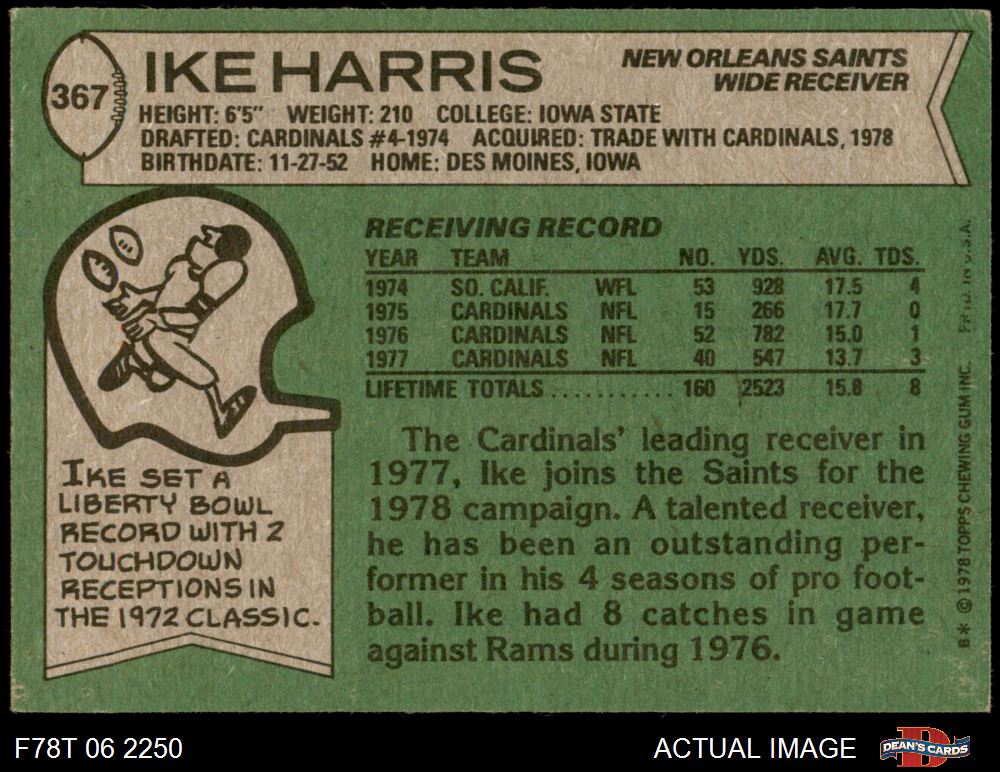 367
IKE HARRIS
NEW ORLEANS SAINTS
WIDE RECEIVER
HEIGHT: 6'5" WEIGHT: 210 COLLEGE: IOWA STATE
DRAFTED: CARDINALS #4-1974 ACQUIRED: TRADE WITH CARDINALS, 1978
BIRTHDATE: 11-27-52 HOME: DES MOINES, IOWA
RECEIVING RECORD
YEAR TEAM NO. YDS. AVG. TDS.
1974 SO. CALIF. WFL 53 928 17.5 4
1975 CARDINALS NFL 15 266 17.7 0
1976 CARDINALS NFL 52 782 15.0 1
1977 CARDINALS NFL 40 547 13.7 3
LIFETIME TOTALS............ 160 2523 15.8 8
IKE SET A
LIBERTY BOWL
RECORD WITH 2
TOUCHDOWN
RECEPTIONS IN
THE 1972 CLASSIC.
The Cardinals' leading receiver in
1977, Ike joins the Saints for the
1978 campaign. A talented receiver,
he has been an outstanding per-
former in his 4 seasons of pro foot-
ball. Ike had 8 catches in game
against Rams during 1976.
B* © 1978 TOPPS CHEWING GUM INC. PRTD. IN U.S.A.
F78T 06 2250
ACTUAL IMAGE
DEAN'S CARDS